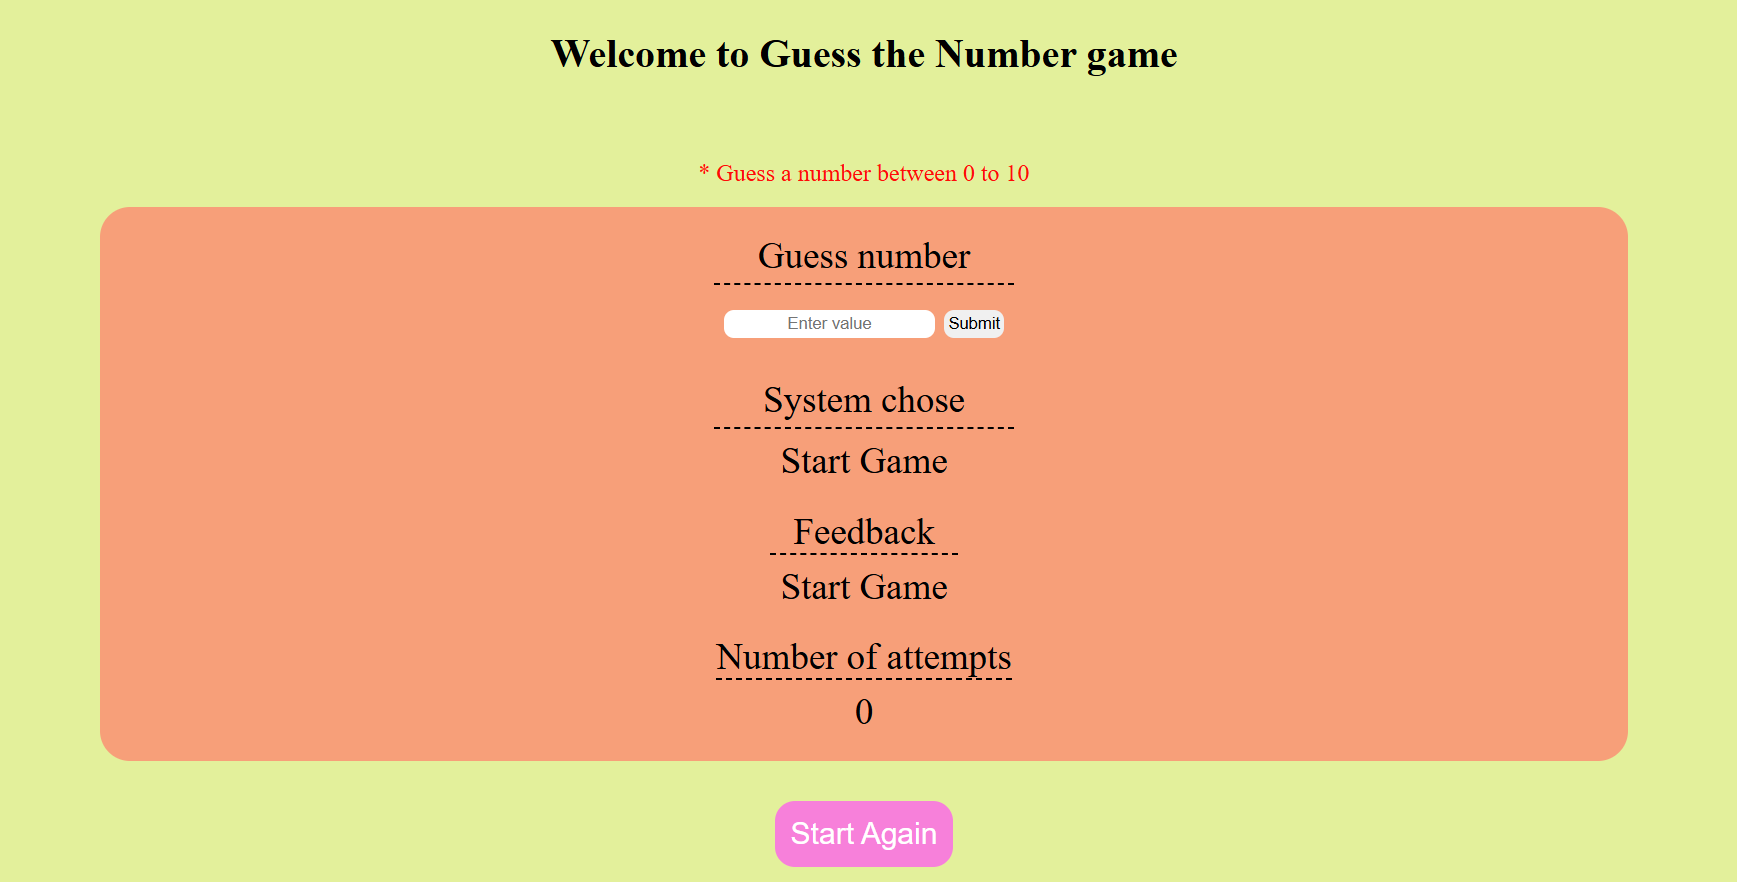 Welcome to Guess the Number game
* Guess a number between 0 to 10
Guess number
Enter value Submit
System chose
Start Game
Feedback
Start Game
Number of attempts
0
Start Again